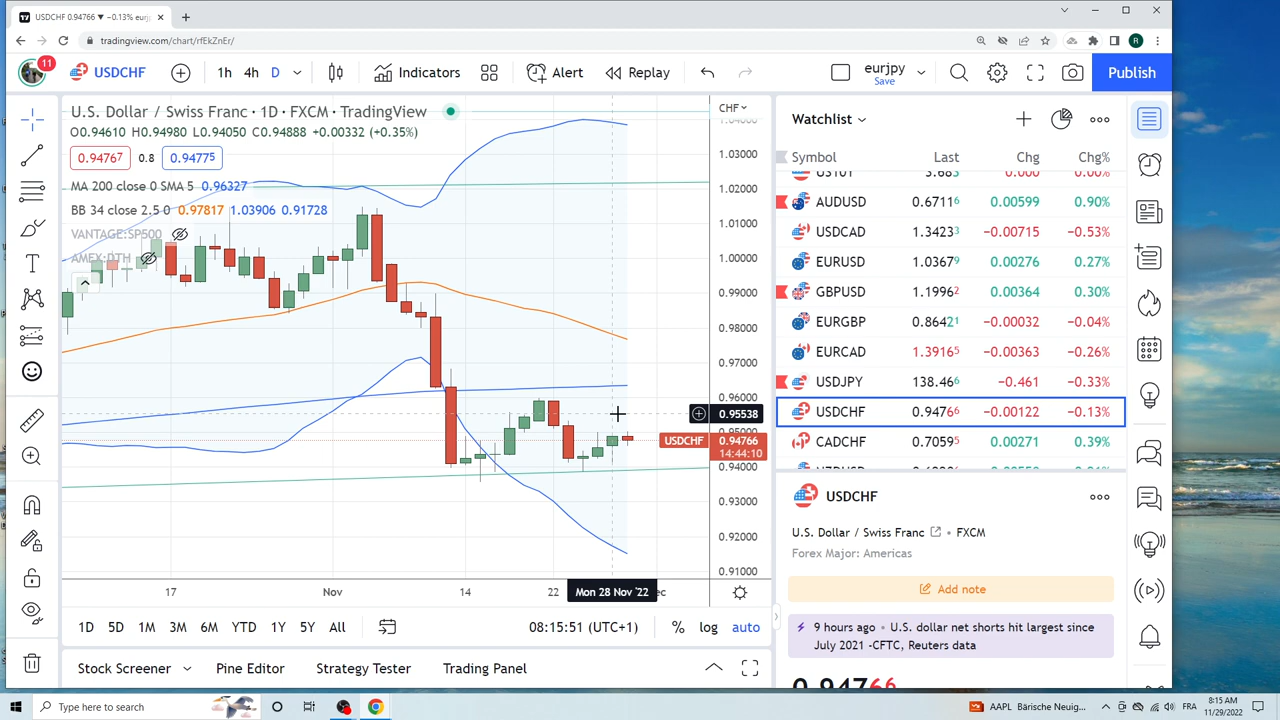 USDCHF 0.94766 ▼ −0.13% eurj
tradingview.com/chart/rfEkZnEr/
R
11
USDCHF
1h 4h D
Indicators
Alert
Replay
eurjpy
Save
Publish
U.S. Dollar / Swiss Franc · 1D · FXCM · TradingView
O0.94610 H0.94980 L0.94050 C0.94888 +0.00332 (+0.35%)
0.94767 0.8 0.94775
MA 200 close 0 SMA 5 0.96327
BB 34 close 2.5 0 0.97817 1.03906 0.91728
VANTAGE:SP500
CHF
1.04000
1.03000
1.02000
1.01000
1.00000
0.99000
0.98000
0.97000
0.96000
0.95538
0.95000
USDCHF 0.94766
14:44:10
0.94000
0.93000
0.92000
0.91000
17 Nov 14 22 Mon 28 Nov '22 ec
1D 5D 1M 3M 6M YTD 1Y 5Y All
08:15:51 (UTC+1) % log auto
Stock Screener Pine Editor Strategy Tester Trading Panel
Watchlist
Symbol Last Chg Chg%
AUDUSD 0.67116 0.00599 0.90%
USDCAD 1.34233 −0.00715 −0.53%
EURUSD 1.03679 0.00276 0.27%
GBPUSD 1.19962 0.00364 0.30%
EURGBP 0.86421 −0.00032 −0.04%
EURCAD 1.39165 −0.00363 −0.26%
USDJPY 138.466 −0.461 −0.33%
USDCHF 0.94766 −0.00122 −0.13%
CADCHF 0.70595 0.00271 0.39%
USDCHF
U.S. Dollar / Swiss Franc • FXCM
Forex Major: Americas
Add note
9 hours ago • U.S. dollar net shorts hit largest since
July 2021 -CFTC, Reuters data
0.94766
Type here to search
AAPL Bärische Neuig...
FRA
8:15 AM
11/29/2022